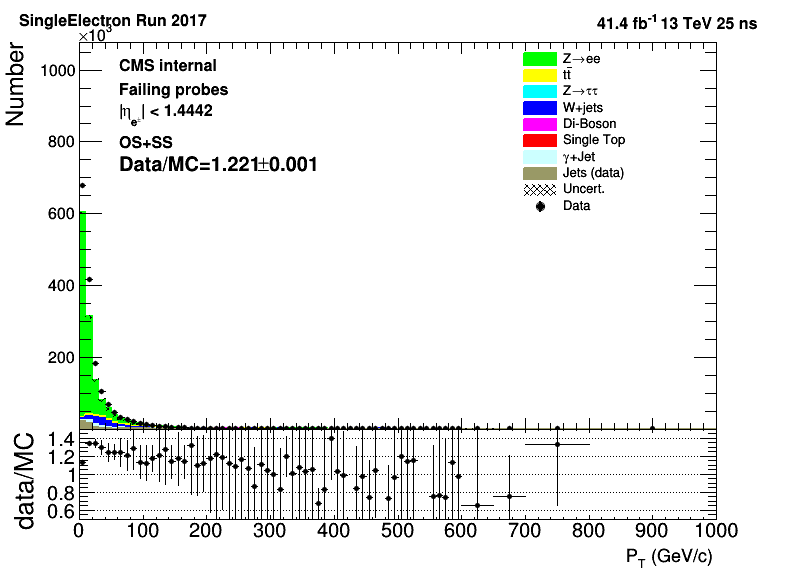 SingleElectron Run 2017
41.4 fb⁻¹ 13 TeV 25 ns
×10³
Number
1000
800
600
400
200
CMS internal
Failing probes
|η_e±| < 1.4442
OS+SS
Data/MC=1.221±0.001
Z→ee
tt̄
Z→ττ
W+jets
Di-Boson
Single Top
γ+Jet
Jets (data)
Uncert.
Data
data/MC
1.4
1.2
1
0.8
0.6
0 100 200 300 400 500 600 700 800 900 1000
P_T (GeV/c)